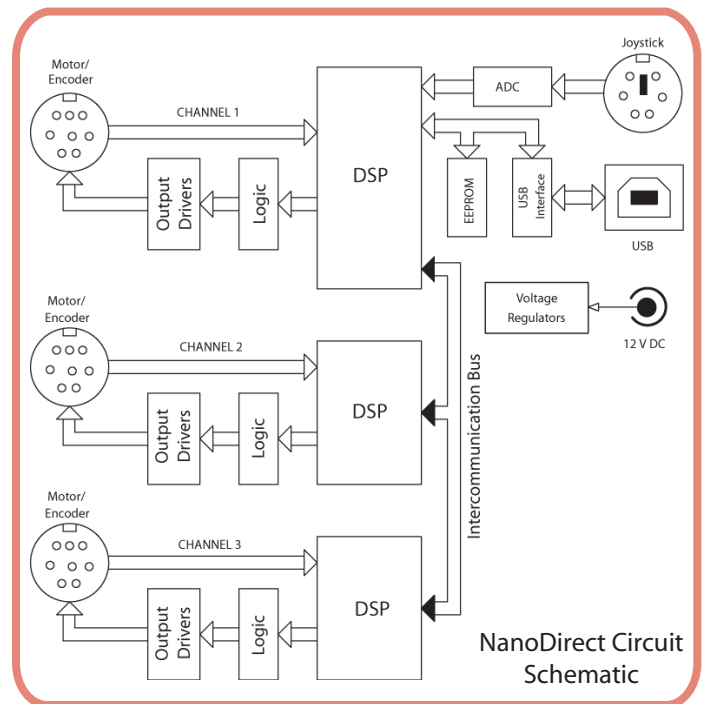 Motor/
Encoder
CHANNEL 1
Output
Drivers
Logic
DSP
ADC
Joystick
EEPROM
USB
Interface
USB
Voltage
Regulators
12 V DC
Motor/
Encoder
CHANNEL 2
Output
Drivers
Logic
DSP
Intercommunication Bus
Motor/
Encoder
CHANNEL 3
Output
Drivers
Logic
DSP
NanoDirect Circuit
Schematic